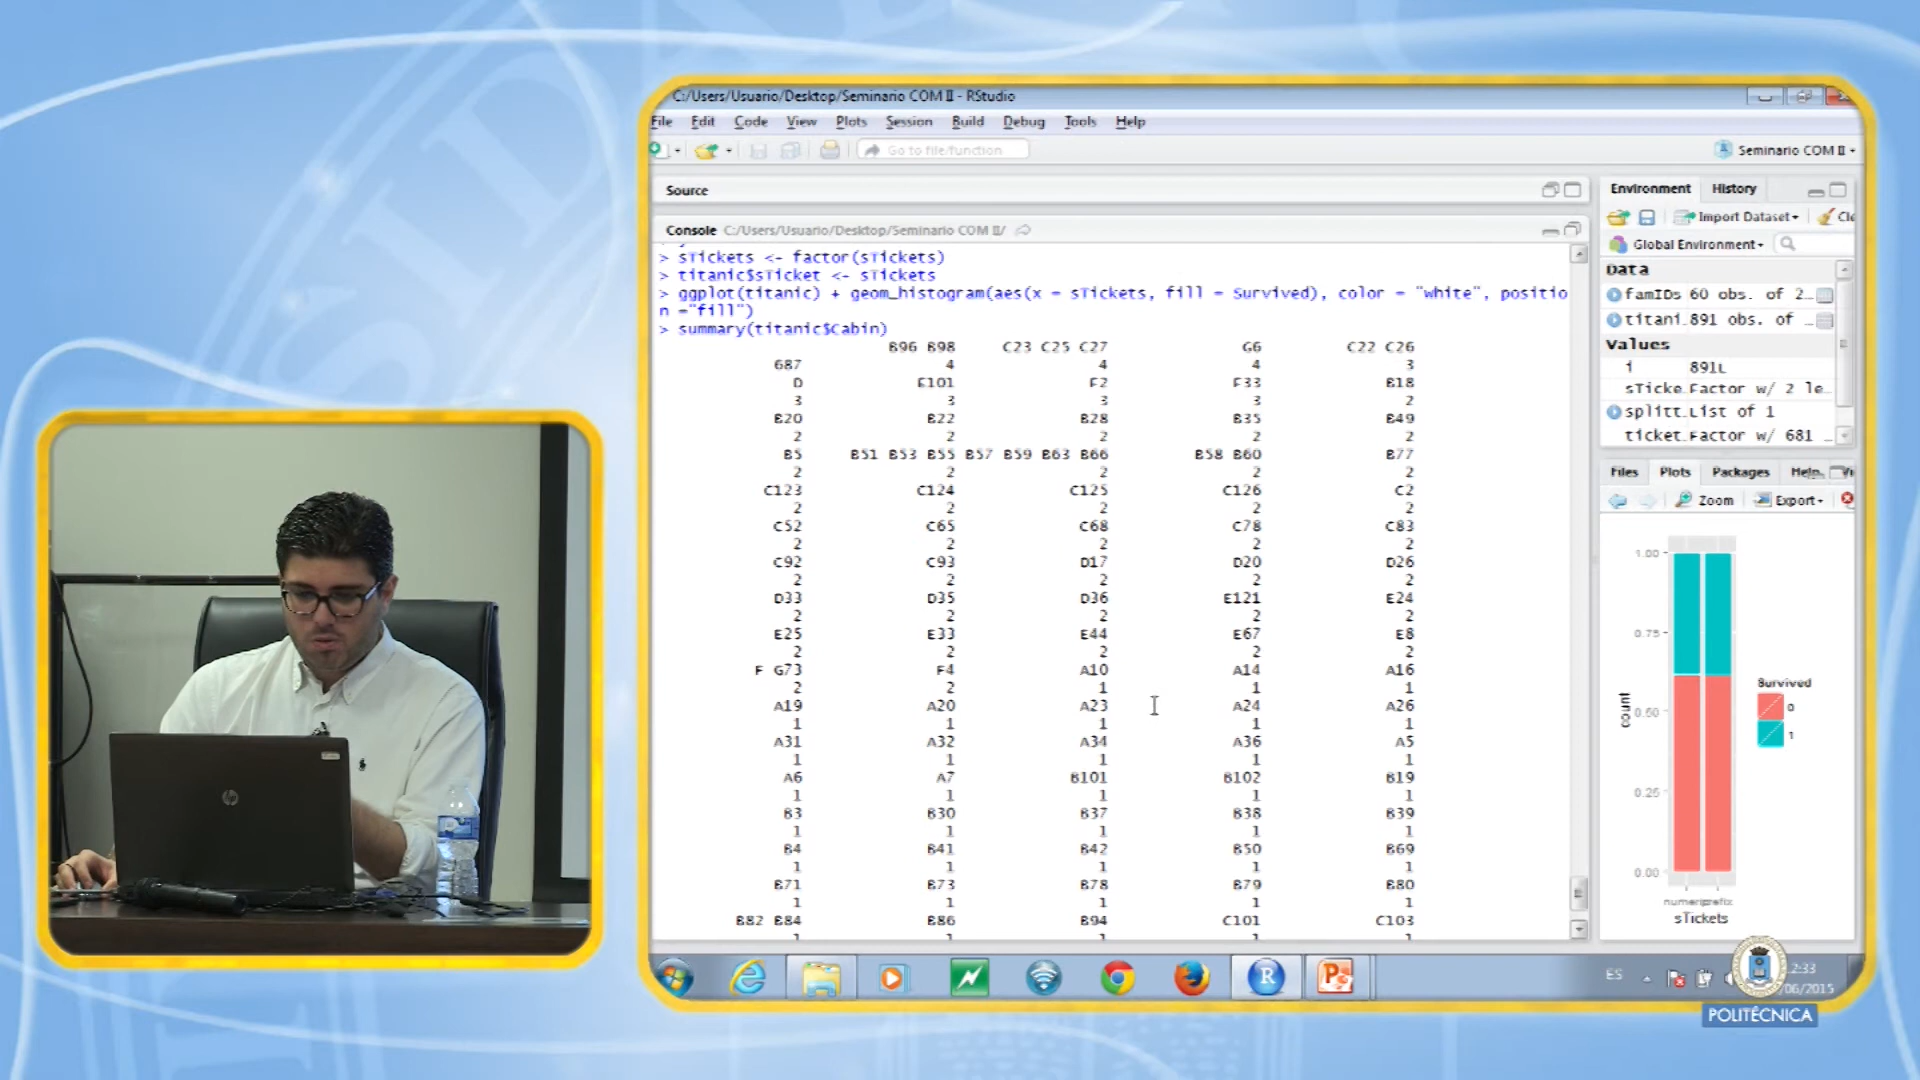 C:/Users/Usuario/Desktop/Seminario COM II - RStudio
File Edit Code View Plots Session Build Debug Tools Help
Go to file/function
Seminario COM II
Source
Console C:/Users/Usuario/Desktop/Seminario COM II/
> sTickets <- factor(sTickets)
> titanic$sTicket <- sTickets
> ggplot(titanic) + geom_histogram(aes(x = sTickets, fill = Survived), color = "white", positio
n ="fill")
> summary(titanic$Cabin)
B96 B98 C23 C25 C27 G6 C22 C26
687 4 4 4 3
D E101 F2 F33 B18
3 3 3 3 2
B20 B22 B28 B35 B49
2 2 2 2 2
B5 B51 B53 B55 B57 B59 B63 B66 B58 B60 B77
2 2 2 2
C123 C124 C125 C126 C2
2 2 2 2 2
C52 C65 C68 C78 C83
2 2 2 2 2
C92 C93 D17 D20 D26
2 2 2 2 2
D33 D35 D36 E121 E24
2 2 2 2 2
E25 E33 E44 E67 E8
2 2 2 2 2
F G73 F4 A10 A14 A16
2 2 1 1 1
A19 A20 A23 A24 A26
1 1 1 1 1
A31 A32 A34 A36 A5
1 1 1 1 1
A6 A7 B101 B102 B19
1 1 1 1 1
B3 B30 B37 B38 B39
1 1 1 1 1
B4 B41 B42 B50 B69
1 1 1 1 1
B71 B73 B78 B79 B80
1 1 1 1 1
B82 B84 B86 B94 C101 C103
1 1 1 1 1
Environment History
Import Dataset
Global Environment
Data
famIDs 60 obs. of 2…
titani… 891 obs. of …
Values
i 891L
sTicke… Factor w/ 2 le…
splitt… List of 1
ticket… Factor w/ 681 …
Files Plots Packages Help
Zoom Export
1.00
0.75
0.50
0.25
0.00
count
numeric
prefix
sTickets
Survived
0
1
hp
R
P
ES
2:33
/06/2015
POLITÉCNICA